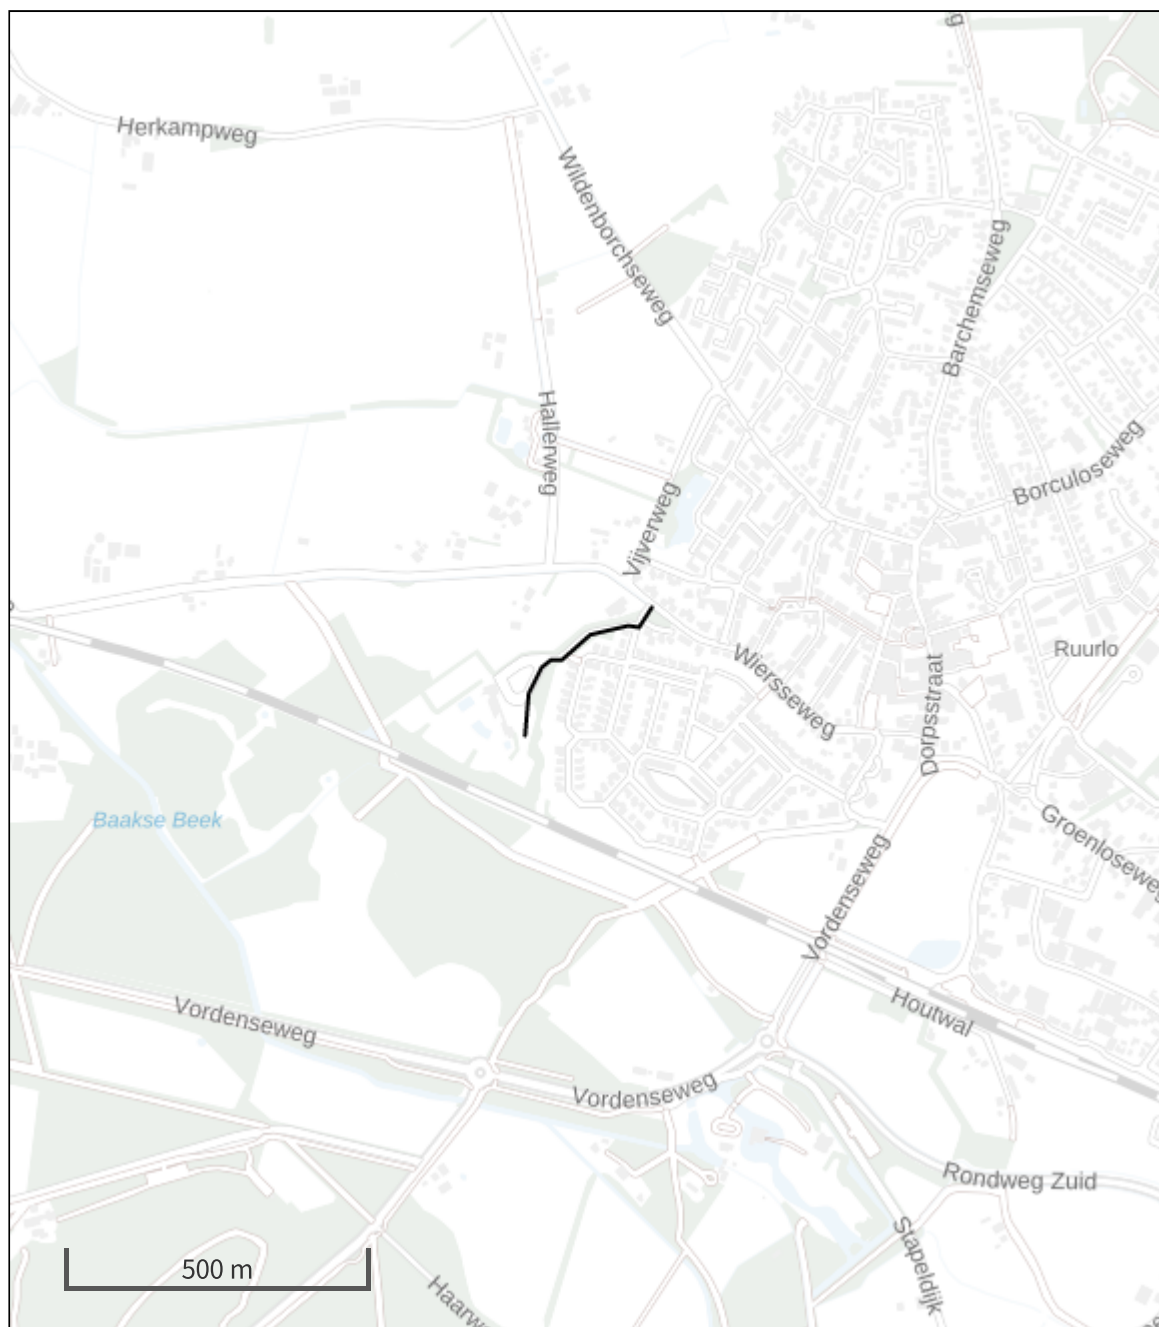 Herkampweg
Wildenborchseweg
Barchemseweg
Hallerweg
Borculoseweg
Vijverweg
Wiersseweg
Ruurlo
Dorpsstraat
Baakse Beek
Groenloseweg
Vordenseweg
Houtwal
Vordenseweg
Vordenseweg
Rondweg Zuid
Stapeldijk
500 m